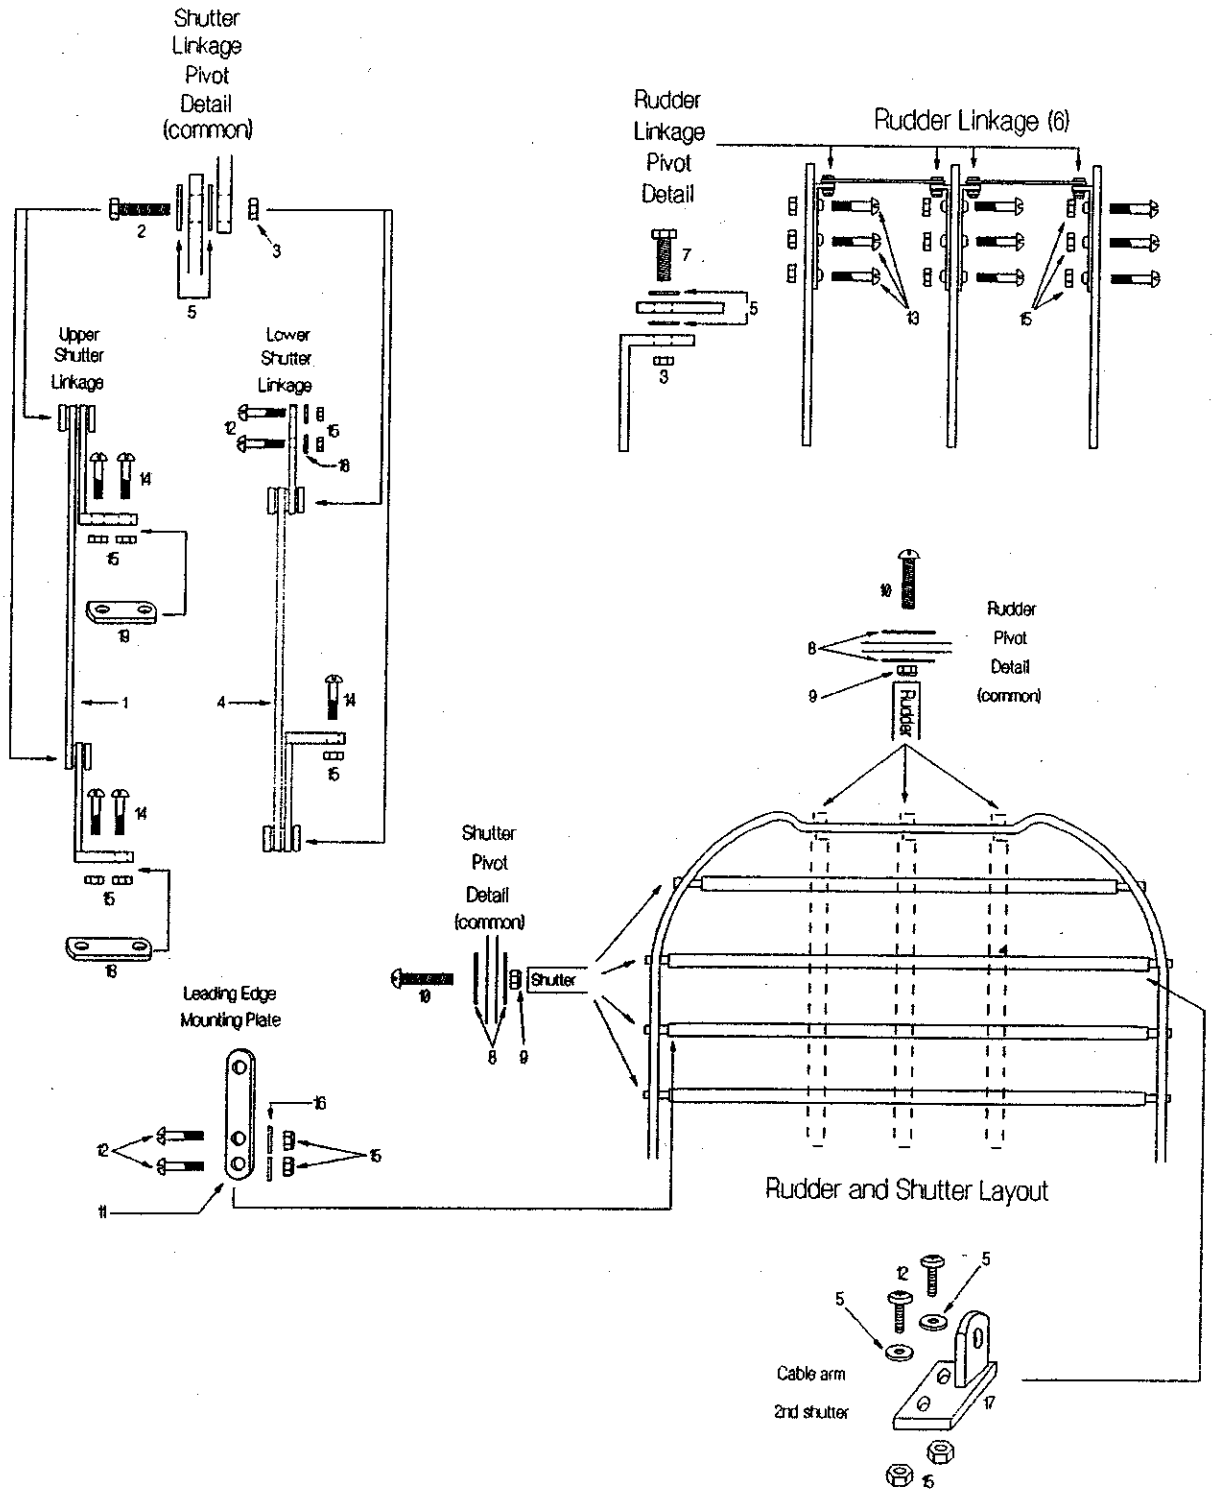 Shutter
Linkage
Pivot
Detail
(common)
2
3
5
Rudder
Linkage
Pivot
Detail
Rudder Linkage (6)
7
5
3
13
15
Upper
Shutter
Linkage
14
15
19
1
14
15
18
Lower
Shutter
Linkage
12
15
18
4
14
15
10
8
9
Rudder
Pivot
Detail
(common)
Rudder
Shutter
Pivot
Detail
(common)
10
8
9
Shutter
Leading Edge
Mounting Plate
16
12
15
11
Rudder and Shutter Layout
12
5
5
Cable arm
2nd shutter
17
15